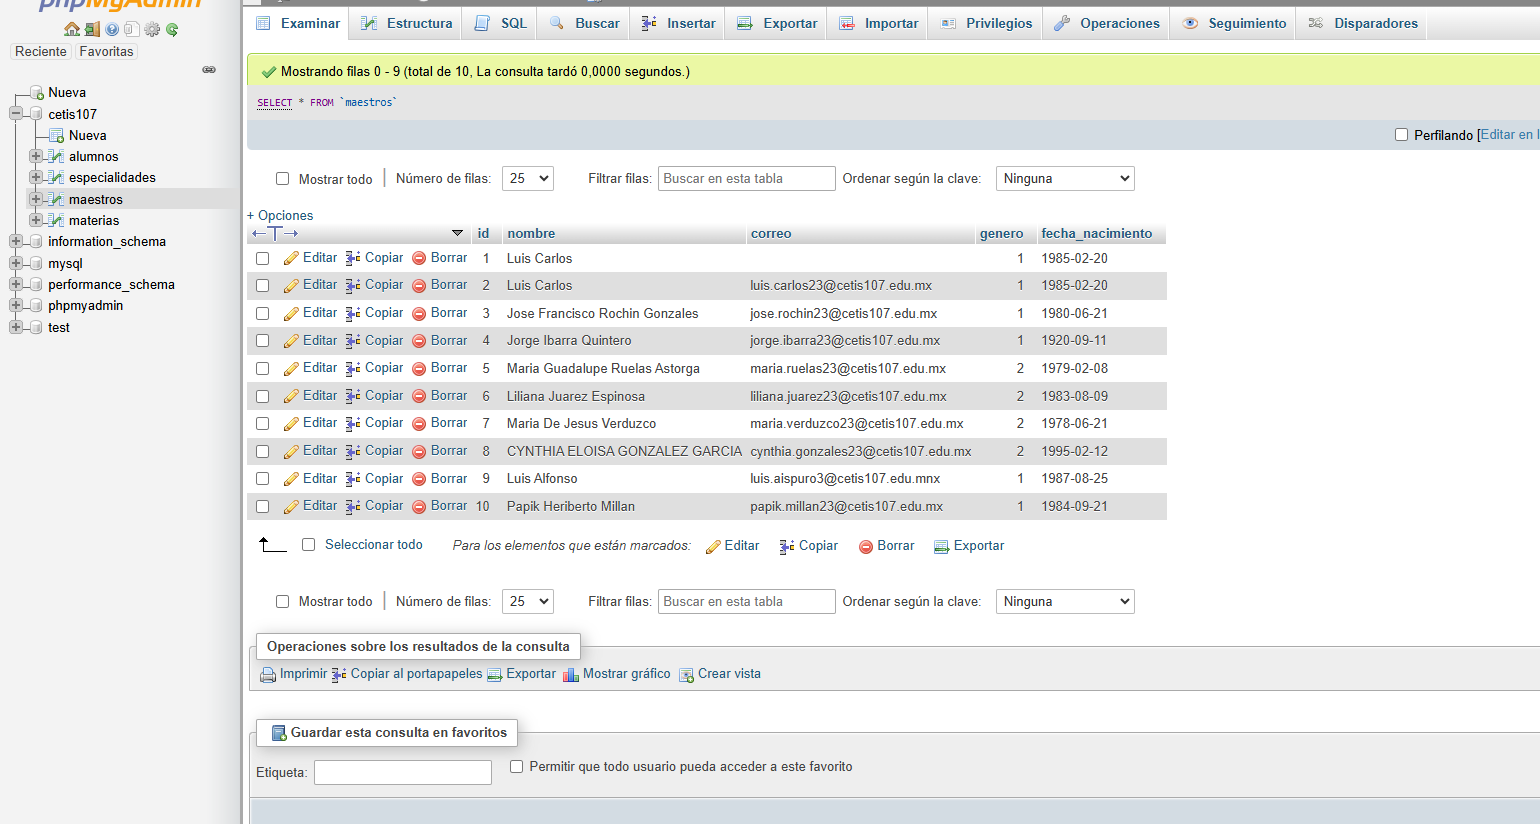 phpMyAdmin
Reciente Favoritas
Nueva
cetis107
Nueva
alumnos
especialidades
maestros
materias
information_schema
mysql
performance_schema
phpmyadmin
test
Examinar Estructura SQL Buscar Insertar Exportar Importar Privilegios Operaciones Seguimiento Disparadores
Mostrando filas 0 - 9 (total de 10, La consulta tardó 0,0000 segundos.)
SELECT * FROM `maestros`
Perfilando [Editar en l
Mostrar todo Número de filas: 25 Filtrar filas: Buscar en esta tabla Ordenar según la clave: Ninguna
+ Opciones
←T→ id nombre correo genero fecha_nacimiento
Editar Copiar Borrar 1 Luis Carlos 1 1985-02-20
Editar Copiar Borrar 2 Luis Carlos luis.carlos23@cetis107.edu.mx 1 1985-02-20
Editar Copiar Borrar 3 Jose Francisco Rochin Gonzales jose.rochin23@cetis107.edu.mx 1 1980-06-21
Editar Copiar Borrar 4 Jorge Ibarra Quintero jorge.ibarra23@cetis107.edu.mx 1 1920-09-11
Editar Copiar Borrar 5 Maria Guadalupe Ruelas Astorga maria.ruelas23@cetis107.edu.mx 2 1979-02-08
Editar Copiar Borrar 6 Liliana Juarez Espinosa liliana.juarez23@cetis107.edu.mx 2 1983-08-09
Editar Copiar Borrar 7 Maria De Jesus Verduzco maria.verduzco23@cetis107.edu.mx 2 1978-06-21
Editar Copiar Borrar 8 CYNTHIA ELOISA GONZALEZ GARCIA cynthia.gonzales23@cetis107.edu.mx 2 1995-02-12
Editar Copiar Borrar 9 Luis Alfonso luis.aispuro3@cetis107.edu.mnx 1 1987-08-25
Editar Copiar Borrar 10 Papik Heriberto Millan papik.millan23@cetis107.edu.mx 1 1984-09-21
Seleccionar todo Para los elementos que están marcados: Editar Copiar Borrar Exportar
Mostrar todo Número de filas: 25 Filtrar filas: Buscar en esta tabla Ordenar según la clave: Ninguna
Operaciones sobre los resultados de la consulta
Imprimir Copiar al portapapeles Exportar Mostrar gráfico Crear vista
Guardar esta consulta en favoritos
Etiqueta: Permitir que todo usuario pueda acceder a este favorito